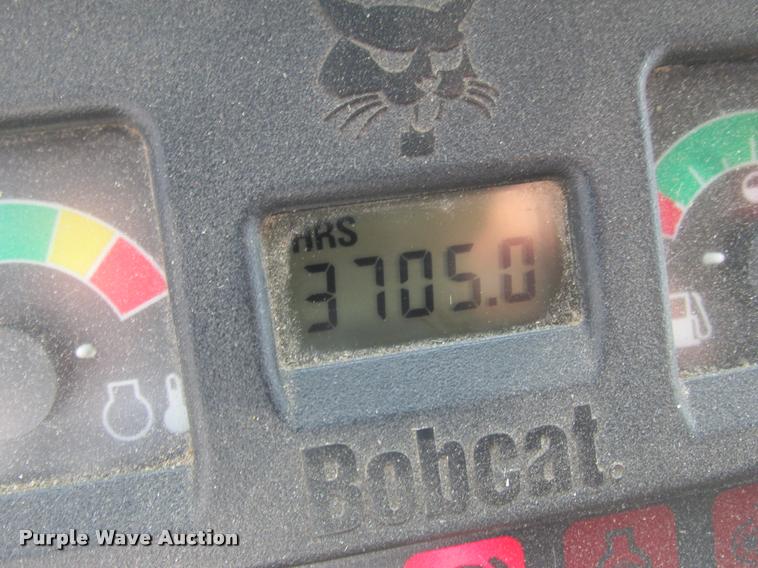 HRS
3705.0
Bobcat.
Purple Wave Auction